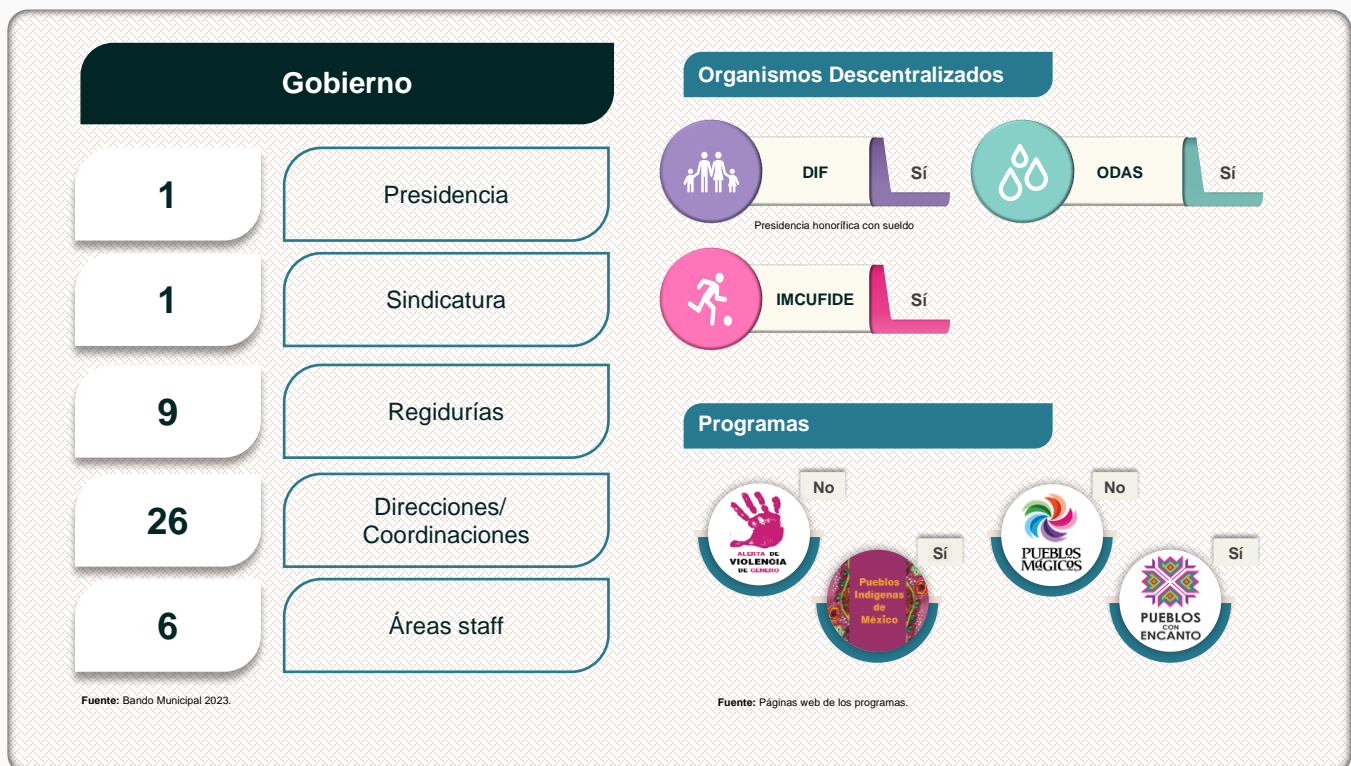 Gobierno
1
Presidencia
1
Sindicatura
9
Regidurías
26
Direcciones/
Coordinaciones
6
Áreas staff
Fuente: Bando Municipal 2023.
Organismos Descentralizados
DIF
Sí
Presidencia honorífica con sueldo
ODAS
Sí
IMCUFIDE
Sí
Programas
No
ALERTA DE
VIOLENCIA
DE GÉNERO
Sí
Pueblos
Indígenas
de
México
No
PUEBLOS
MáGICOS
Sí
PUEBLOS
CON
ENCANTO
Fuente: Páginas web de los programas.